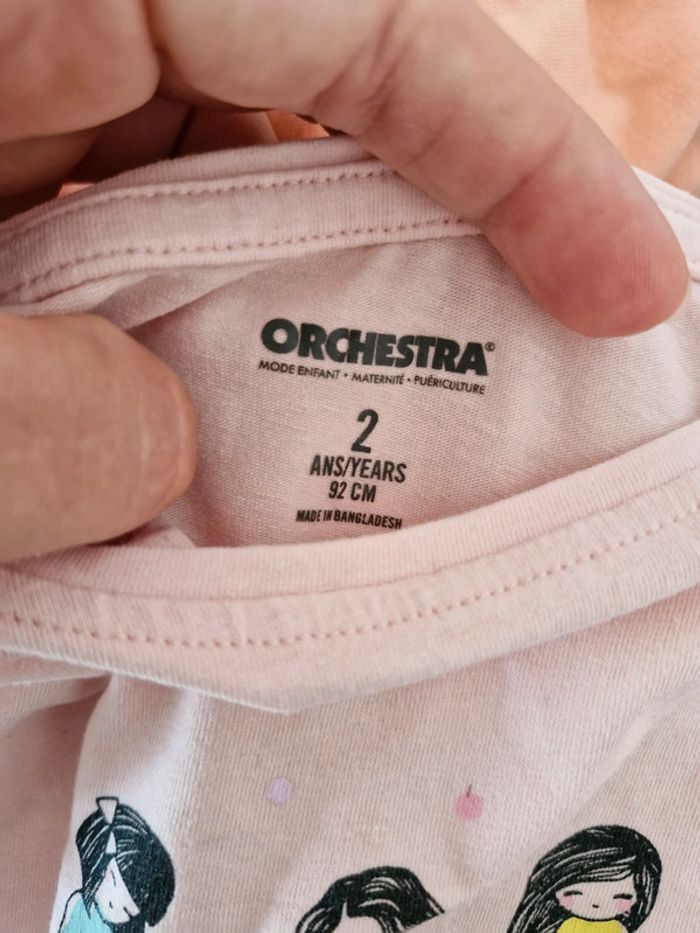 ORCHESTRA©
MODE ENFANT • MATERNITÉ • PUÉRICULTURE
2
ANS/YEARS
92 CM
MADE IN BANGLADESH